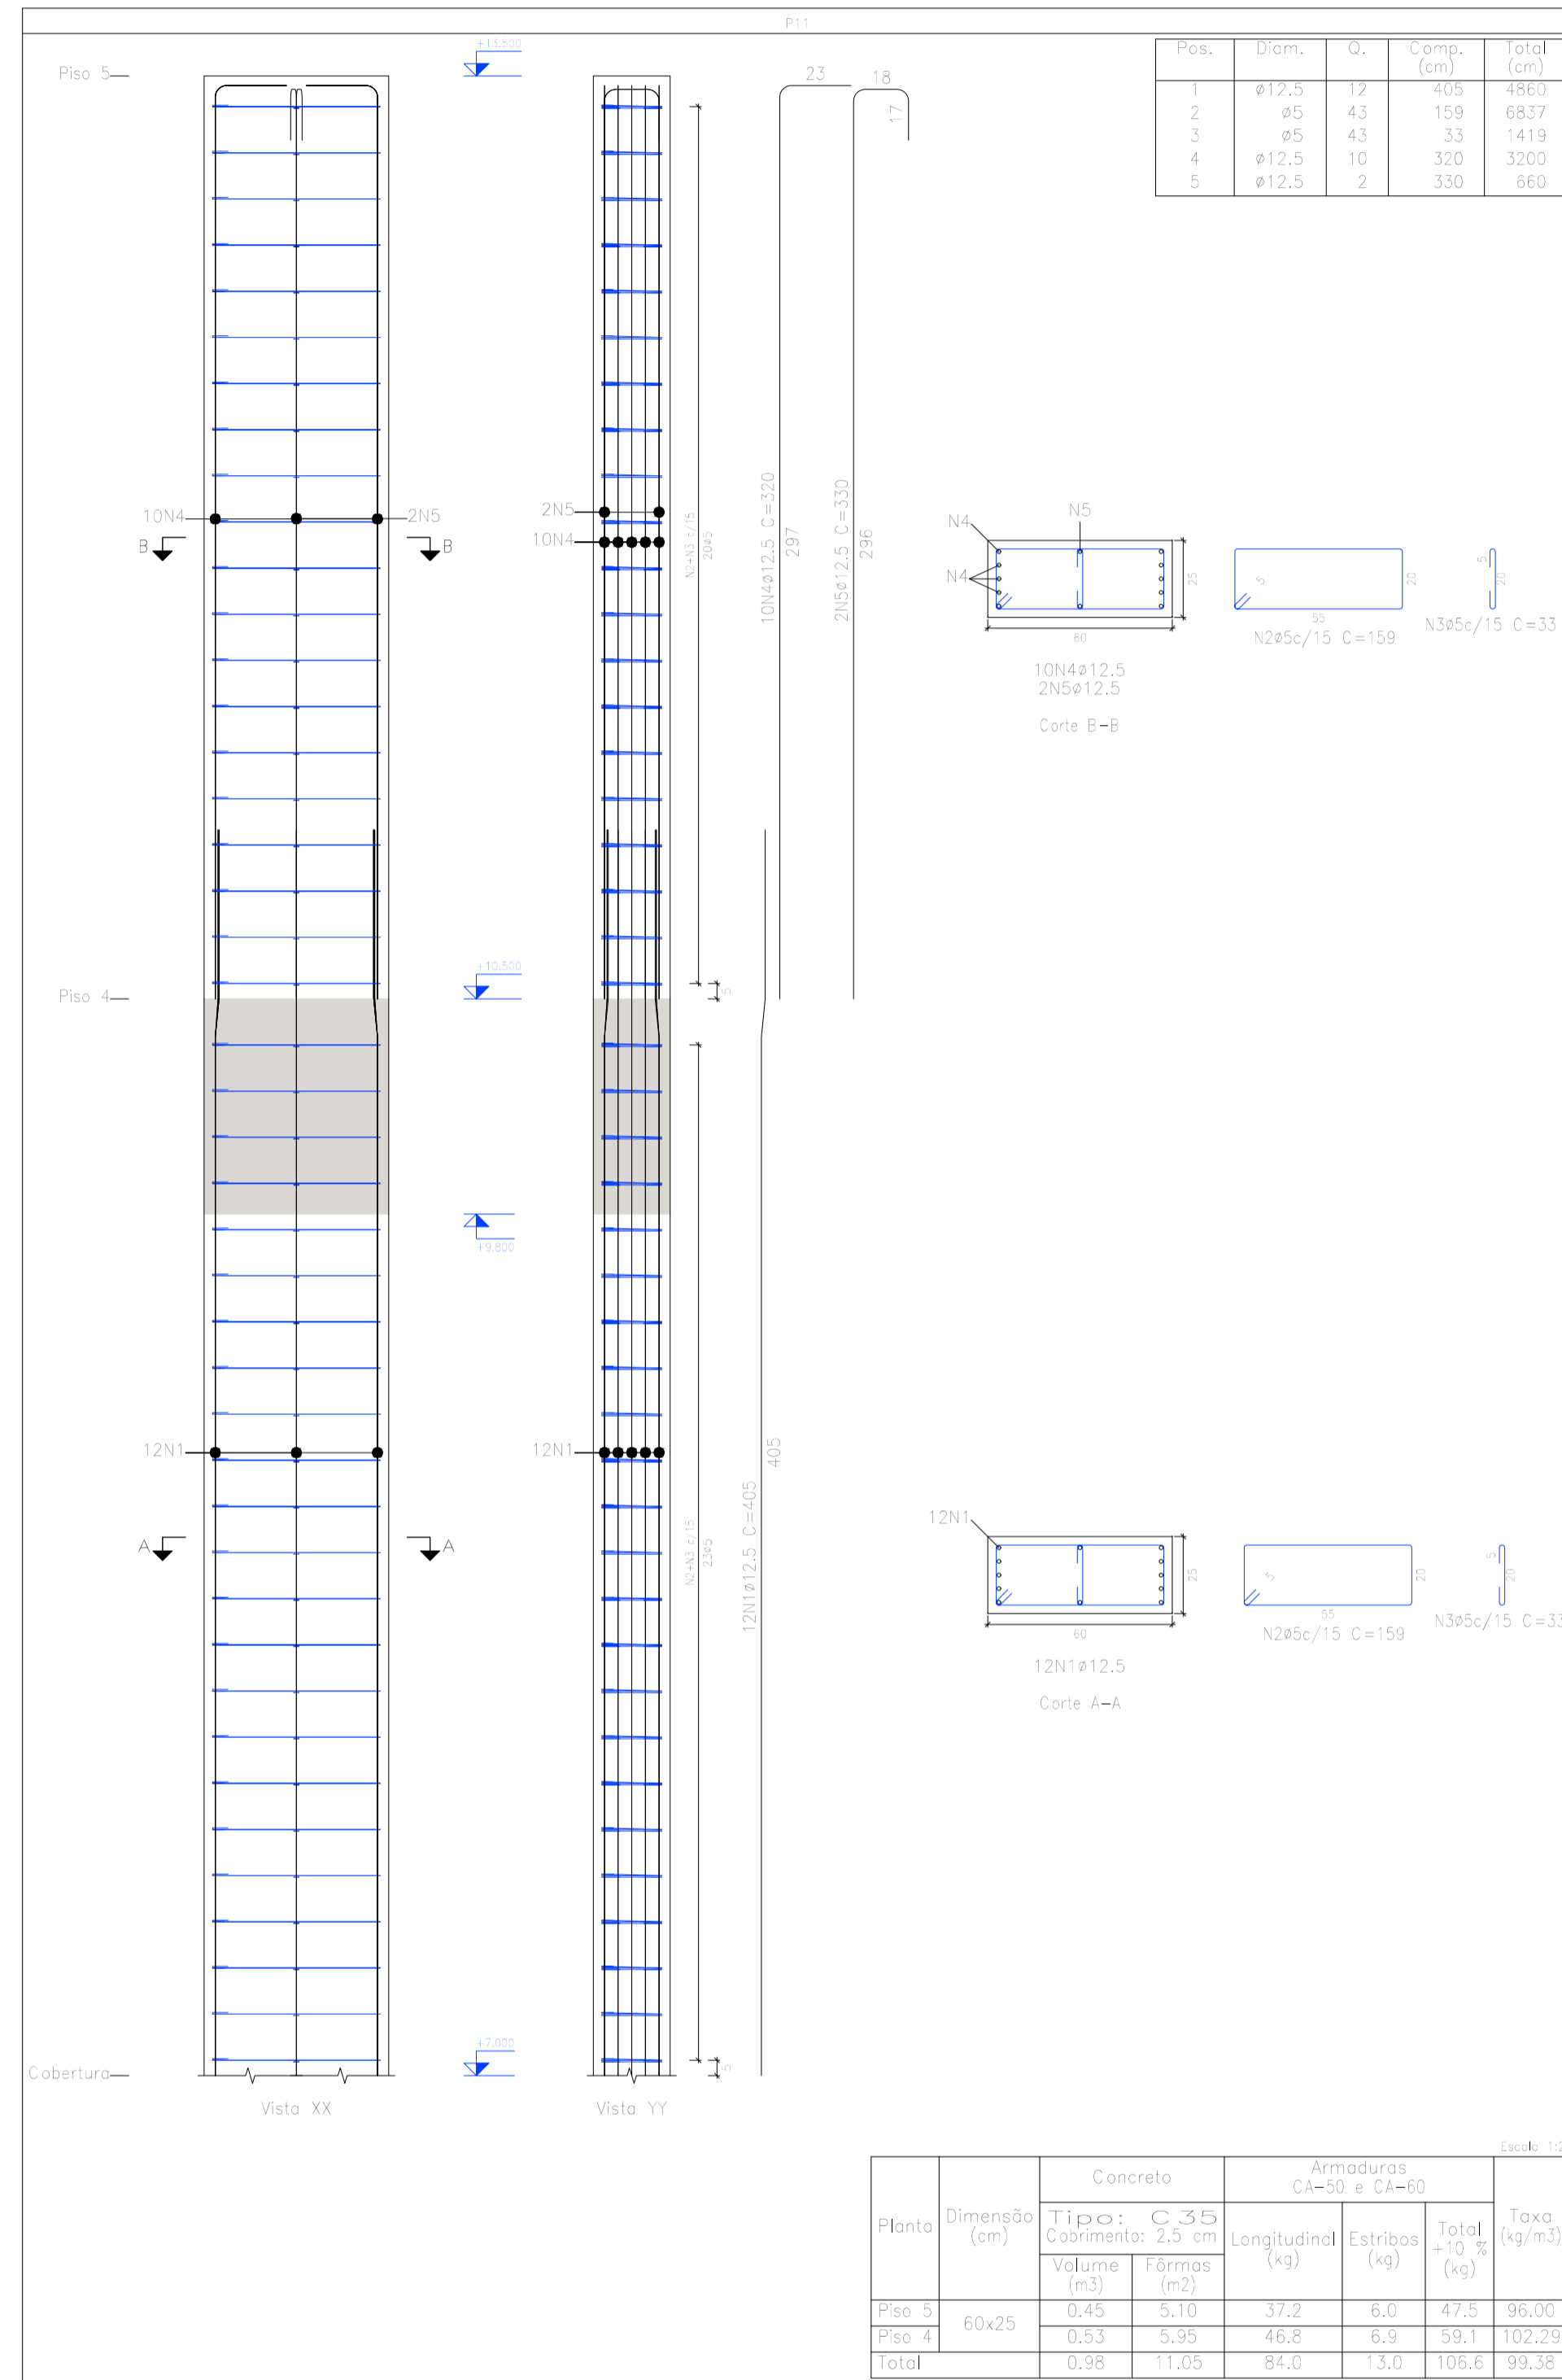 P11
Pos. Diam. Q. Comp. (cm) Total (cm)
1 ø12.5 12 405 4860
2 ø5 43 159 6837
3 ø5 43 33 1419
4 ø12.5 10 320 3200
5 ø12.5 2 330 660
Piso 5
+13.500
23
18
17
10N4
2N5
B
B
2N5
10N4
N2+N3 c/15
20ø5
10N4ø12.5 C=320
297
2N5ø12.5 C=330
296
N4
N5
N4
25
60
10N4ø12.5
2N5ø12.5
Corte B-B
5
20
55
N2ø5c/15 C=159
5
20
N3ø5c/15 C=33
Piso 4
+10.500
5
+9.800
12N1
12N1
A
A
N2+N3 c/15
23ø5
12N1ø12.5 C=405
405
12N1
25
60
12N1ø12.5
Corte A-A
5
20
55
N2ø5c/15 C=159
5
20
N3ø5c/15 C=33
Cobertura
+7.000
5
Vista XX
Vista YY
Escala 1:2
Planta
Dimensão (cm)
Concreto
Tipo: C 35
Cobrimento: 2.5 cm
Volume (m3)
Fôrmas (m2)
Armaduras
CA-50 e CA-60
Longitudinal (kg)
Estribos (kg)
Total +10 % (kg)
Taxa (kg/m3)
Piso 5 60x25 0.45 5.10 37.2 6.0 47.5 96.00
Piso 4 0.53 5.95 46.8 6.9 59.1 102.29
Total 0.98 11.05 84.0 13.0 106.6 99.38